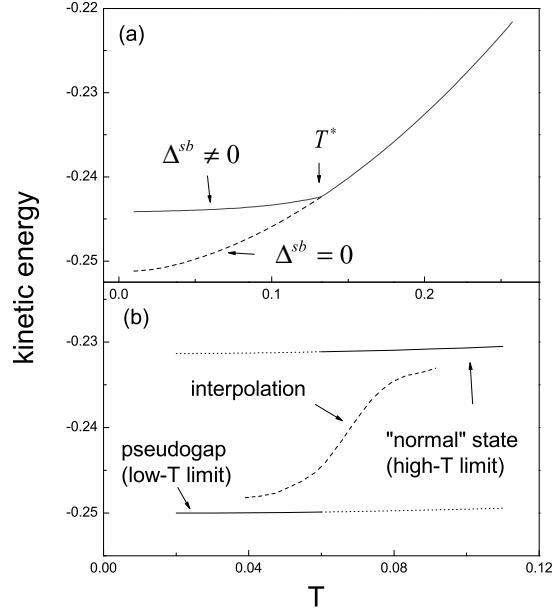 -0.22
(a)
-0.23
T*
Δ^sb ≠ 0
-0.24
-0.25
Δ^sb = 0
0.0 0.1 0.2
kinetic energy
(b)
-0.23
interpolation
-0.24
"normal" state
(high-T limit)
pseudogap
(low-T limit)
-0.25
0.00 0.04 0.08 0.12
T